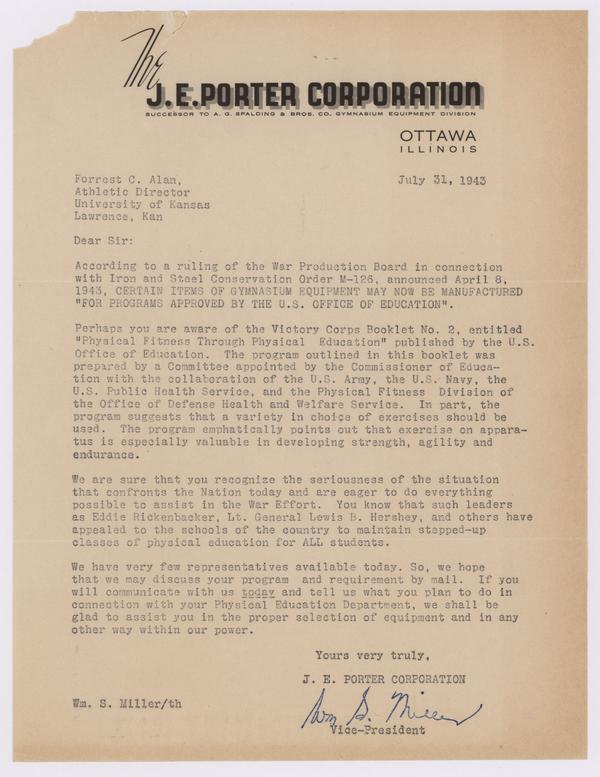 The
J. E. PORTER CORPORATION
SUCCESSOR TO A. G. SPALDING & BROS. CO. GYMNASIUM EQUIPMENT DIVISION
OTTAWA
ILLINOIS
Forrest C. Alan,
July 31, 1943
Athletic Director
University of Kansas
Lawrence, Kan
Dear Sir:
According to a ruling of the War Production Board in connection
with Iron and Steel Conservation Order M-126, announced April 8,
1943, CERTAIN ITEMS OF GYMNASIUM EQUIPMENT MAY NOW BE MANUFACTURED
"FOR PROGRAMS APPROVED BY THE U.S. OFFICE OF EDUCATION".
Perhaps you are aware of the Victory Corps Booklet No. 2, entitled
"Physical Fitness Through Physical Education" published by the U.S.
Office of Education. The program outlined in this booklet was
prepared by a Committee appointed by the Commissioner of Educa-
tion with the collaboration of the U.S. Army, the U.S. Navy, the
U.S. Public Health Service, and the Physical Fitness Division of
the Office of Defense Health and Welfare Service. In part, the
program suggests that a variety in choice of exercises should be
used. The program emphatically points out that exercise on appara-
tus is especially valuable in developing strength, agility and
endurance.
We are sure that you recognize the seriousness of the situation
that confronts the Nation today and are eager to do everything
possible to assist in the War Effort. You know that such leaders
as Eddie Rickenbacker, Lt. General Lewis B. Hershey, and others have
appealed to the schools of the country to maintain stepped-up
classes of physical education for ALL students.
We have very few representatives available today. So, we hope
that we may discuss your program and requirement by mail. If you
will communicate with us today and tell us what you plan to do in
connection with your Physical Education Department, we shall be
glad to assist you in the proper selection of equipment and in any
other way within our power.
Yours very truly,
J. E. PORTER CORPORATION
Wm. S. Miller/th
Wm S. Miller
Vice-President